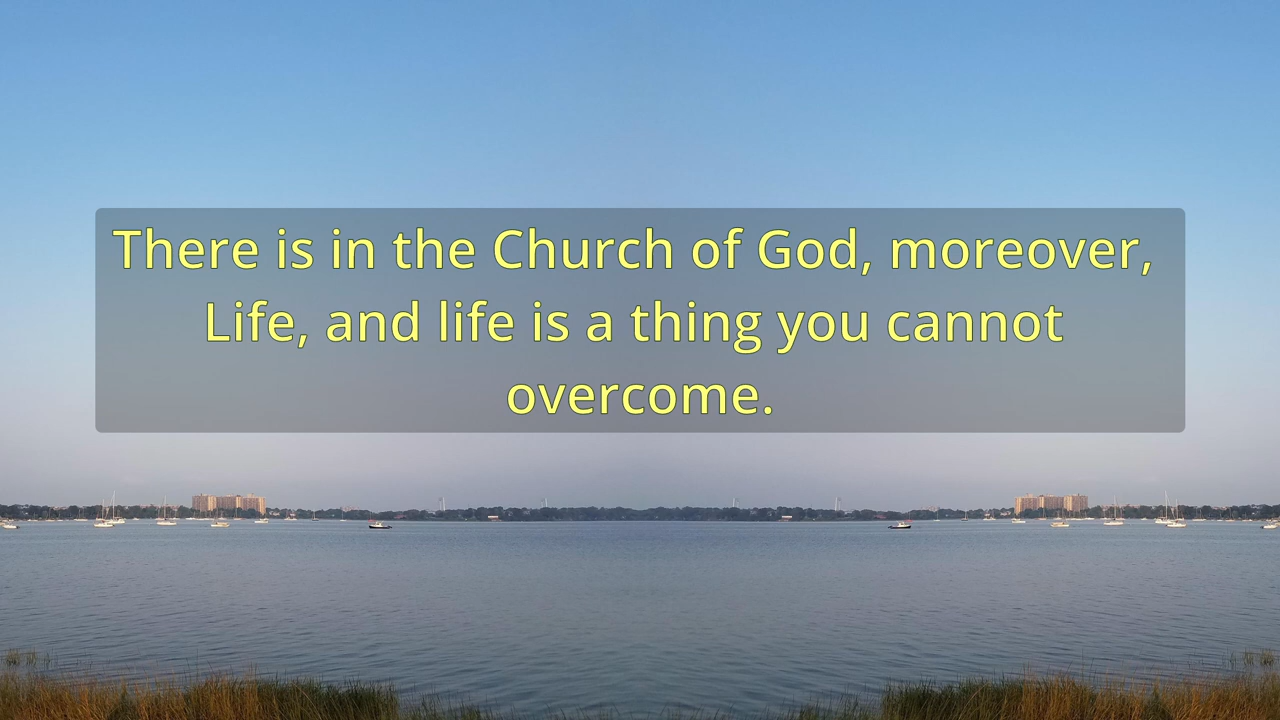 There is in the Church of God, moreover,
Life, and life is a thing you cannot
overcome.